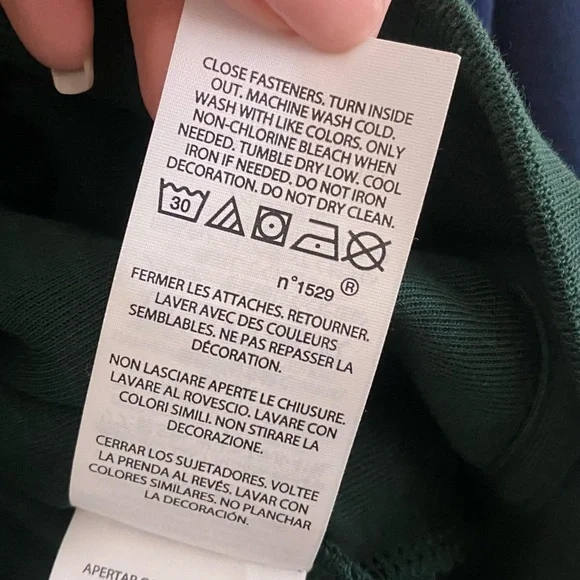 CLOSE FASTENERS. TURN INSIDE
OUT. MACHINE WASH COLD.
WASH WITH LIKE COLORS. ONLY
NON-CHLORINE BLEACH WHEN
NEEDED. TUMBLE DRY LOW. COOL
IRON IF NEEDED. DO NOT IRON
DECORATION. DO NOT DRY CLEAN.
30
n°1529 ®
FERMER LES ATTACHES. RETOURNER.
LAVER AVEC DES COULEURS
SEMBLABLES. NE PAS REPASSER LA
DÉCORATION.
NON LASCIARE APERTE LE CHIUSURE.
LAVARE AL ROVESCIO. LAVARE CON
COLORI SIMILI. NON STIRARE LA
DECORAZIONE.
CERRAR LOS SUJETADORES. VOLTEE
LA PRENDA AL REVÉS. LAVAR CON
COLORES SIMILARES. NO PLANCHAR
LA DECORACIÓN.
APERTAR